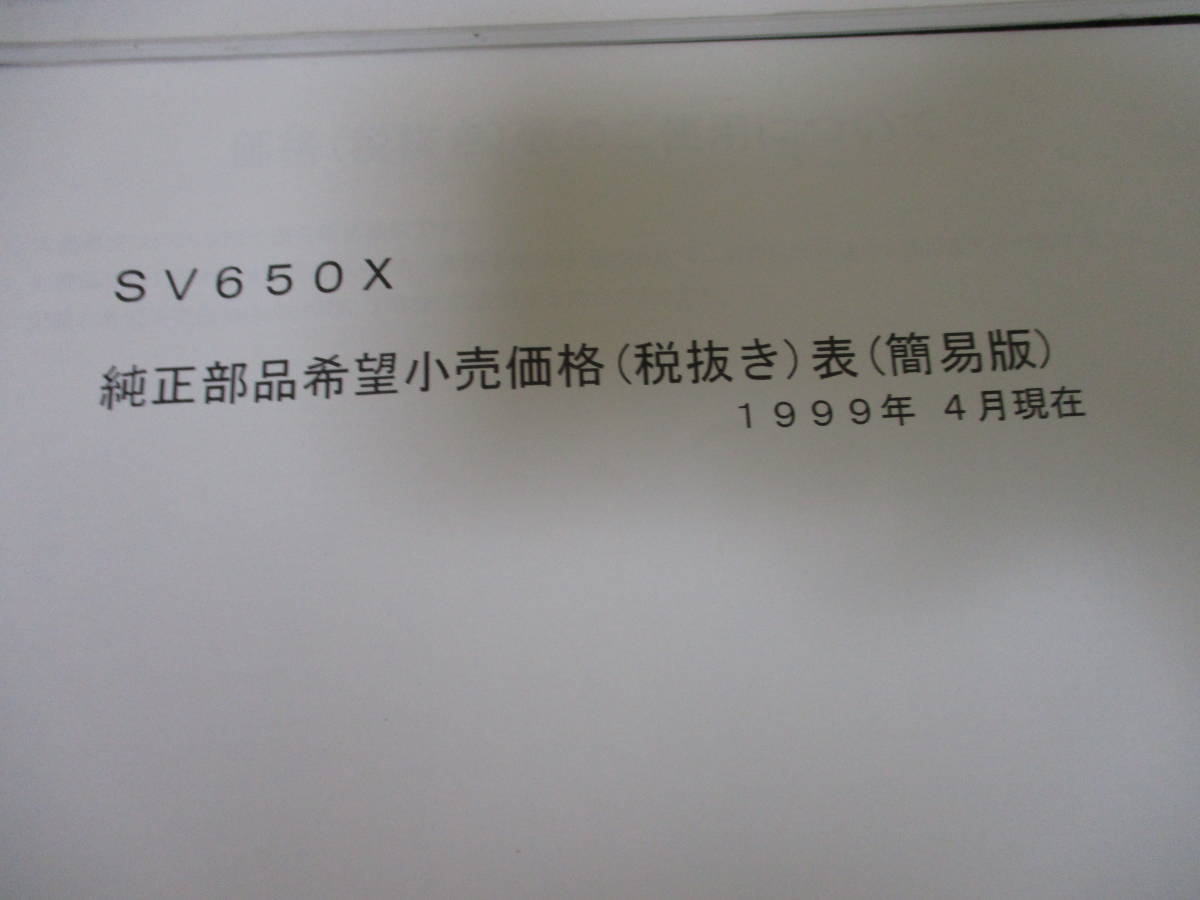 ＳＶ６５０Ｘ
純正部品希望小売価格（税抜き）表（簡易版）
１９９９年 ４月現在